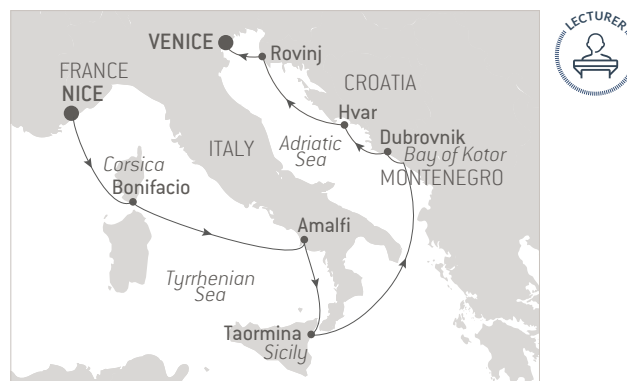 LECTURER
VENICE
Rovinj
FRANCE
NICE
CROATIA
Hvar
Corsica
Bonifacio
ITALY
Adriatic
Sea
Dubrovnik
Bay of Kotor
MONTENEGRO
Amalfi
Tyrrhenian
Sea
Taormina
Sicily